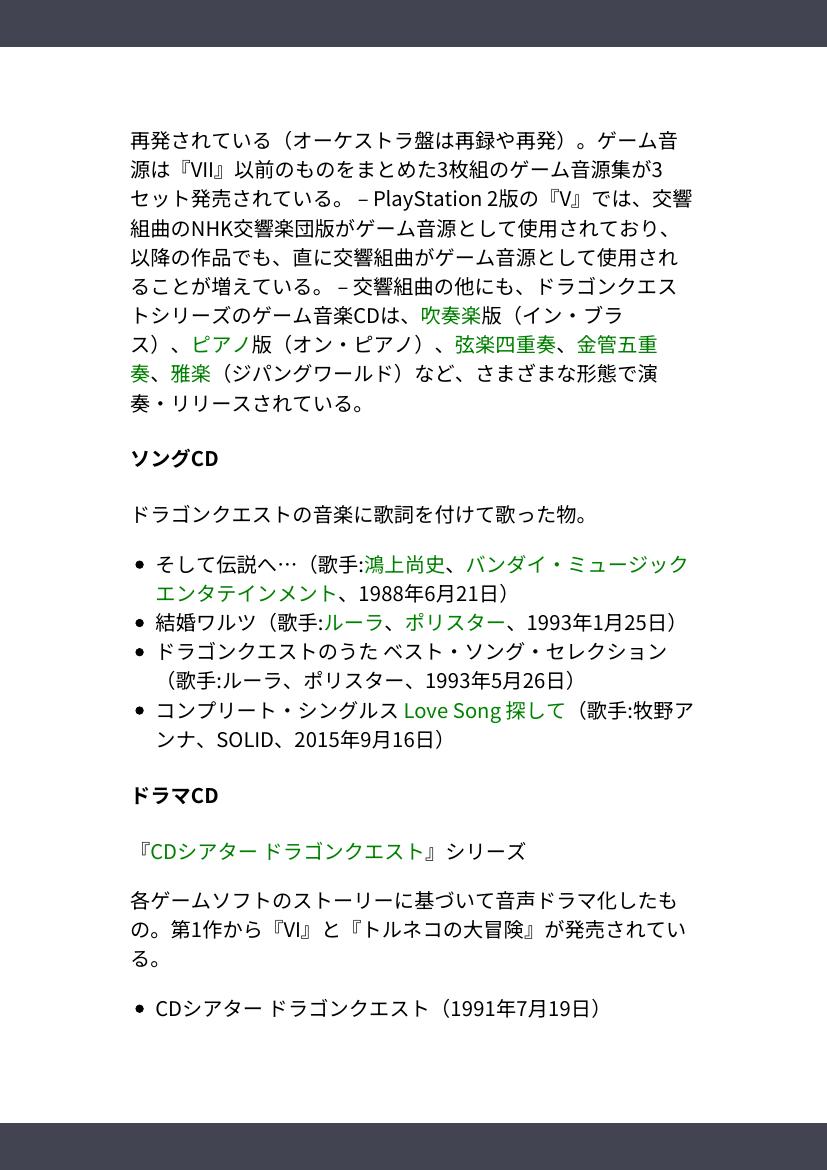 再発されている（オーケストラ盤は再録や再発）。ゲーム音
源は『VII』以前のものをまとめた3枚組のゲーム音源集が3
セット発売されている。 – PlayStation 2版の『V』では、交響
組曲のNHK交響楽団版がゲーム音源として使用されており、
以降の作品でも、直に交響組曲がゲーム音源として使用され
ることが増えている。 – 交響組曲の他にも、ドラゴンクエス
トシリーズのゲーム音楽CDは、吹奏楽版（イン・ブラ
ス）、ピアノ版（オン・ピアノ）、弦楽四重奏、金管五重
奏、雅楽（ジパングワールド）など、さまざまな形態で演
奏・リリースされている。
ソングCD
ドラゴンクエストの音楽に歌詞を付けて歌った物。
• そして伝説へ…（歌手:鴻上尚史、バンダイ・ミュージック
エンタテインメント、1988年6月21日）
• 結婚ワルツ（歌手:ルーラ、ポリスター、1993年1月25日）
• ドラゴンクエストのうた ベスト・ソング・セレクション
（歌手:ルーラ、ポリスター、1993年5月26日）
• コンプリート・シングルス Love Song 探して（歌手:牧野ア
ンナ、SOLID、2015年9月16日）
ドラマCD
『CDシアター ドラゴンクエスト』シリーズ
各ゲームソフトのストーリーに基づいて音声ドラマ化したも
の。第1作から『VI』と『トルネコの大冒険』が発売されてい
る。
• CDシアター ドラゴンクエスト（1991年7月19日）